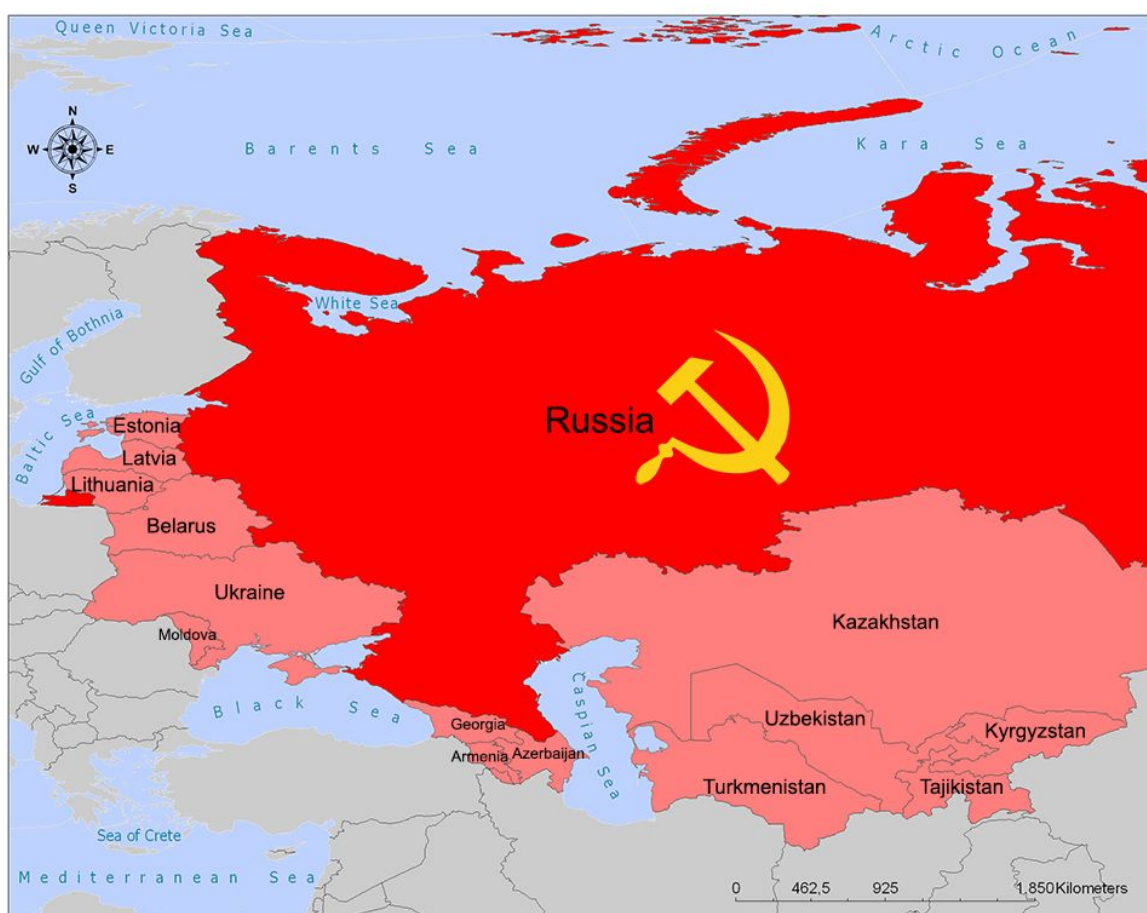 Queen Victoria Sea
Arctic Ocean
N
W
E
S
Barents Sea
Kara Sea
White Sea
Gulf of Bothnia
Baltic Sea
Russia
Estonia
Latvia
Lithuania
Belarus
Ukraine
Kazakhstan
Moldova
Black Sea
Caspian Sea
Georgia
Uzbekistan
Kyrgyzstan
Armenia
Azerbaijan
Turkmenistan
Tajikistan
Sea of Crete
Mediterranean Sea
0 462,5 925 1.850Kilometers